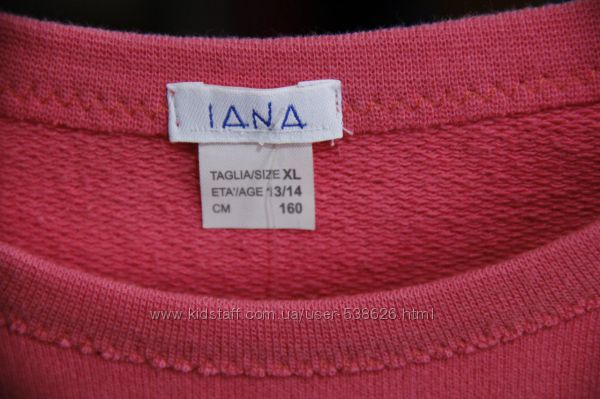 IANA
TAGLIA/SIZE XL
ETA'/AGE 13/14
CM 160
www.kidstaff.com.ua/user-538626.html